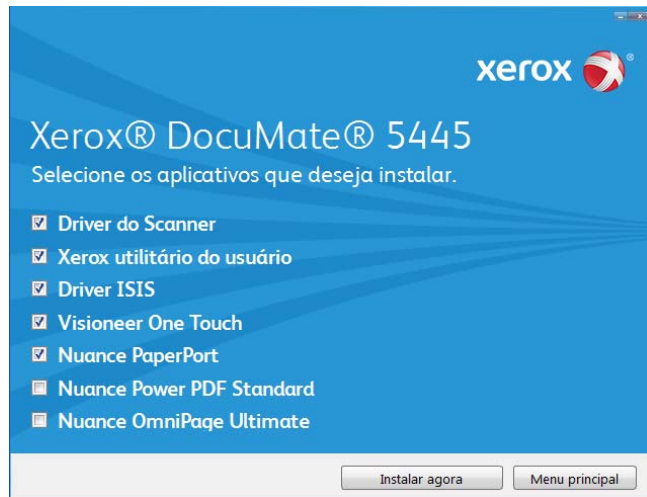 xerox
Xerox® DocuMate® 5445
Selecione os aplicativos que deseja instalar.
Driver do Scanner
Xerox utilitário do usuário
Driver ISIS
Visioneer One Touch
Nuance PaperPort
Nuance Power PDF Standard
Nuance OmniPage Ultimate
Instalar agora Menu principal